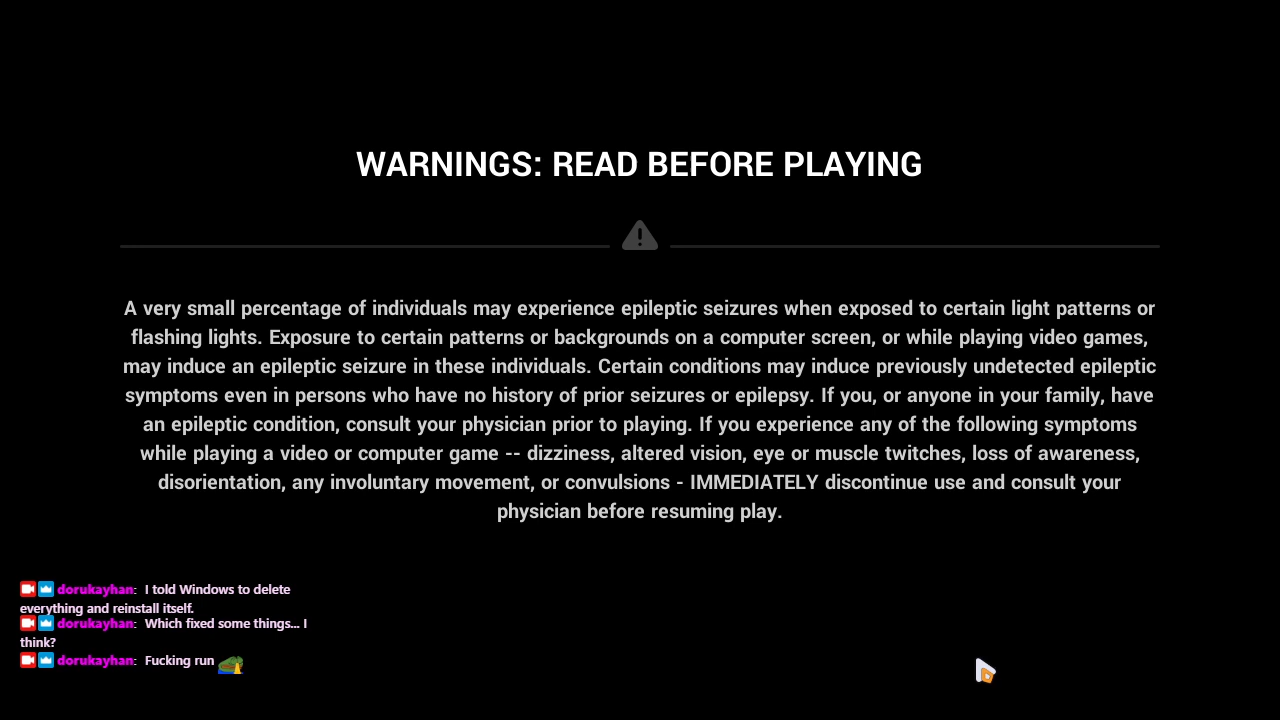 WARNINGS: READ BEFORE PLAYING
A very small percentage of individuals may experience epileptic seizures when exposed to certain light patterns or
flashing lights. Exposure to certain patterns or backgrounds on a computer screen, or while playing video games,
may induce an epileptic seizure in these individuals. Certain conditions may induce previously undetected epileptic
symptoms even in persons who have no history of prior seizures or epilepsy. If you, or anyone in your family, have
an epileptic condition, consult your physician prior to playing. If you experience any of the following symptoms
while playing a video or computer game -- dizziness, altered vision, eye or muscle twitches, loss of awareness,
disorientation, any involuntary movement, or convulsions - IMMEDIATELY discontinue use and consult your
physician before resuming play.
dorukayhan: I told Windows to delete
everything and reinstall itself.
dorukayhan: Which fixed some things... I
think?
dorukayhan: Fucking run